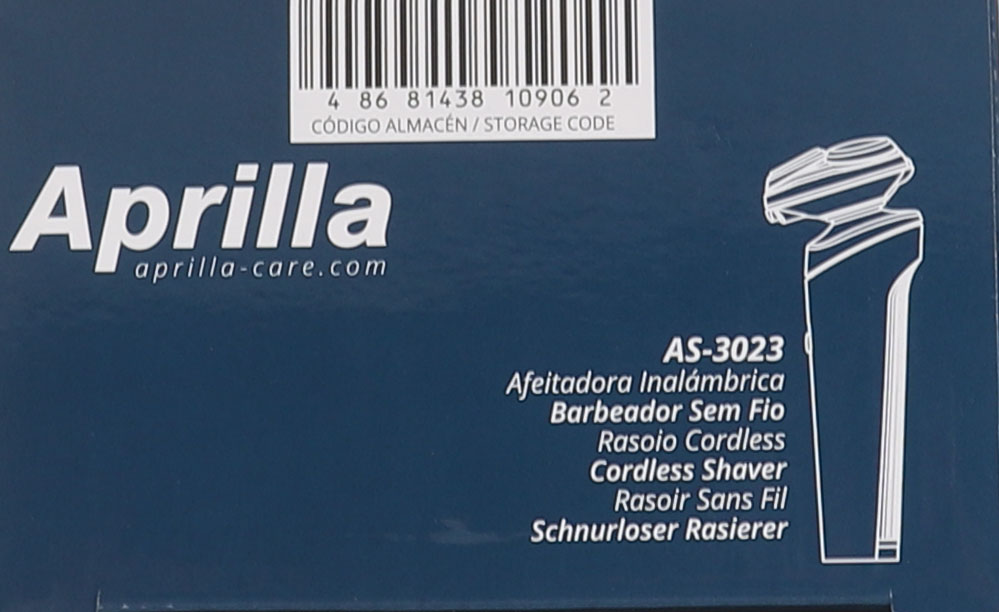 4 86 81438 10906 2
CÓDIGO ALMACÉN / STORAGE CODE
Aprilla
aprilla-care.com
AS-3023
Afeitadora Inalámbrica
Barbeador Sem Fio
Rasoio Cordless
Cordless Shaver
Rasoir Sans Fil
Schnurloser Rasierer